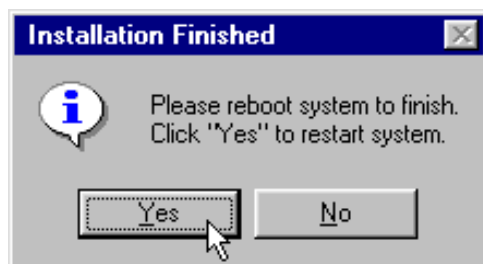 Installation Finished
Please reboot system to finish.
Click "Yes" to restart system.
Yes No